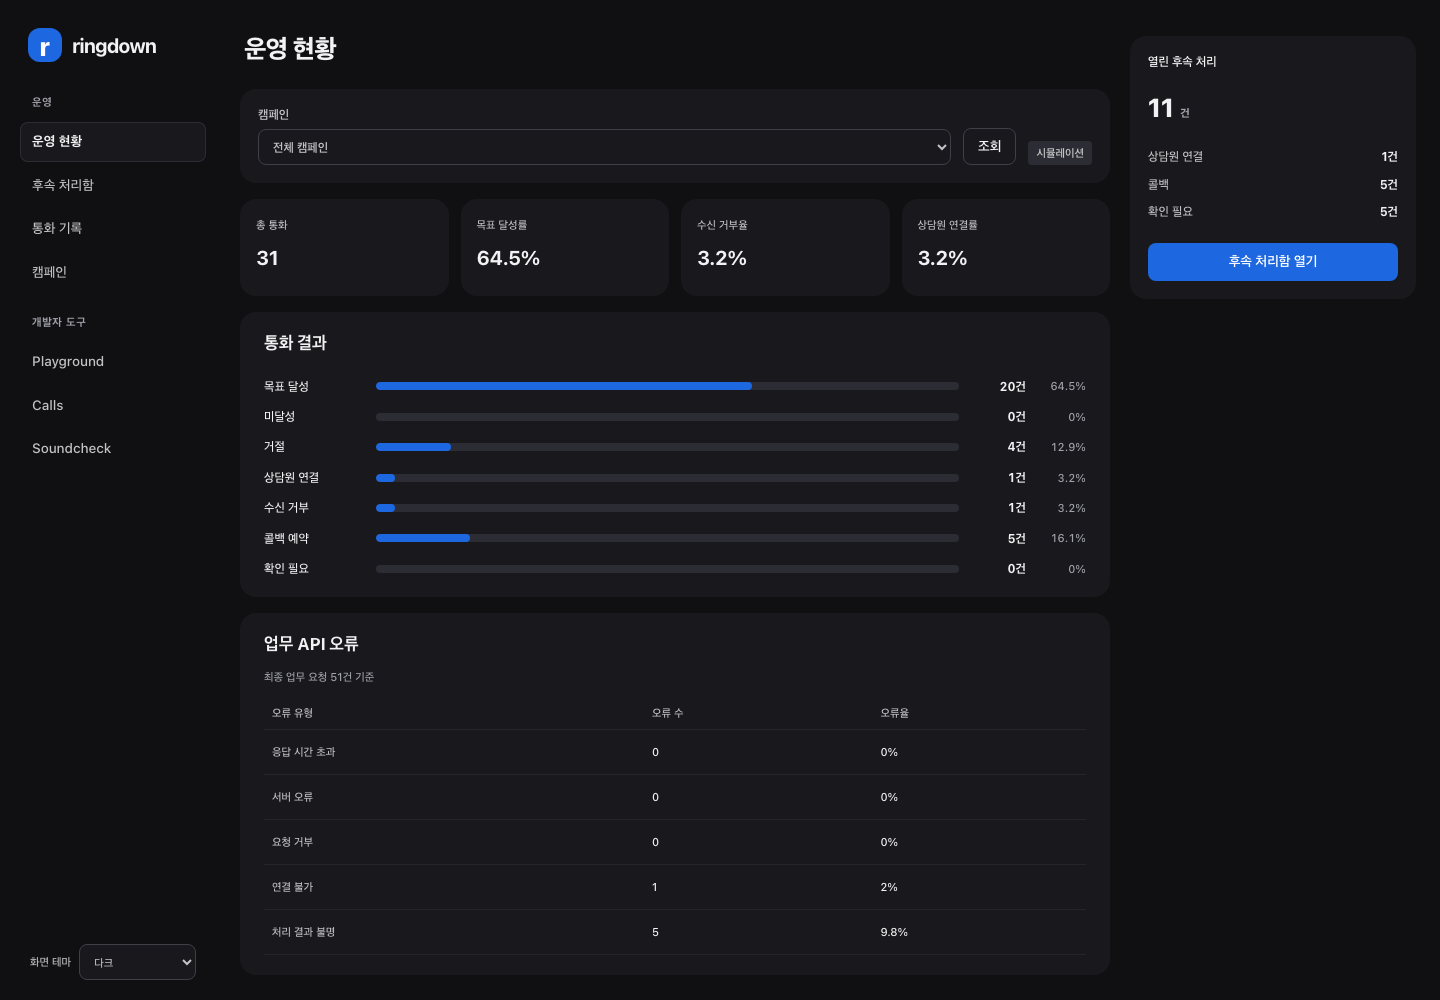 r ringdown
운영
운영 현황
후속 처리함
통화 기록
캠페인
개발자 도구
Playground
Calls
Soundcheck
화면 테마 다크
운영 현황
캠페인
전체 캠페인 조회 시뮬레이션
총 통화
31
목표 달성률
64.5%
수신 거부율
3.2%
상담원 연결률
3.2%
통화 결과
목표 달성 20건 64.5%
미달성 0건 0%
거절 4건 12.9%
상담원 연결 1건 3.2%
수신 거부 1건 3.2%
콜백 예약 5건 16.1%
확인 필요 0건 0%
업무 API 오류
최종 업무 요청 51건 기준
오류 유형 오류 수 오류율
응답 시간 초과 0 0%
서버 오류 0 0%
요청 거부 0 0%
연결 불가 1 2%
처리 결과 불명 5 9.8%
열린 후속 처리
11 건
상담원 연결 1건
콜백 5건
확인 필요 5건
후속 처리함 열기